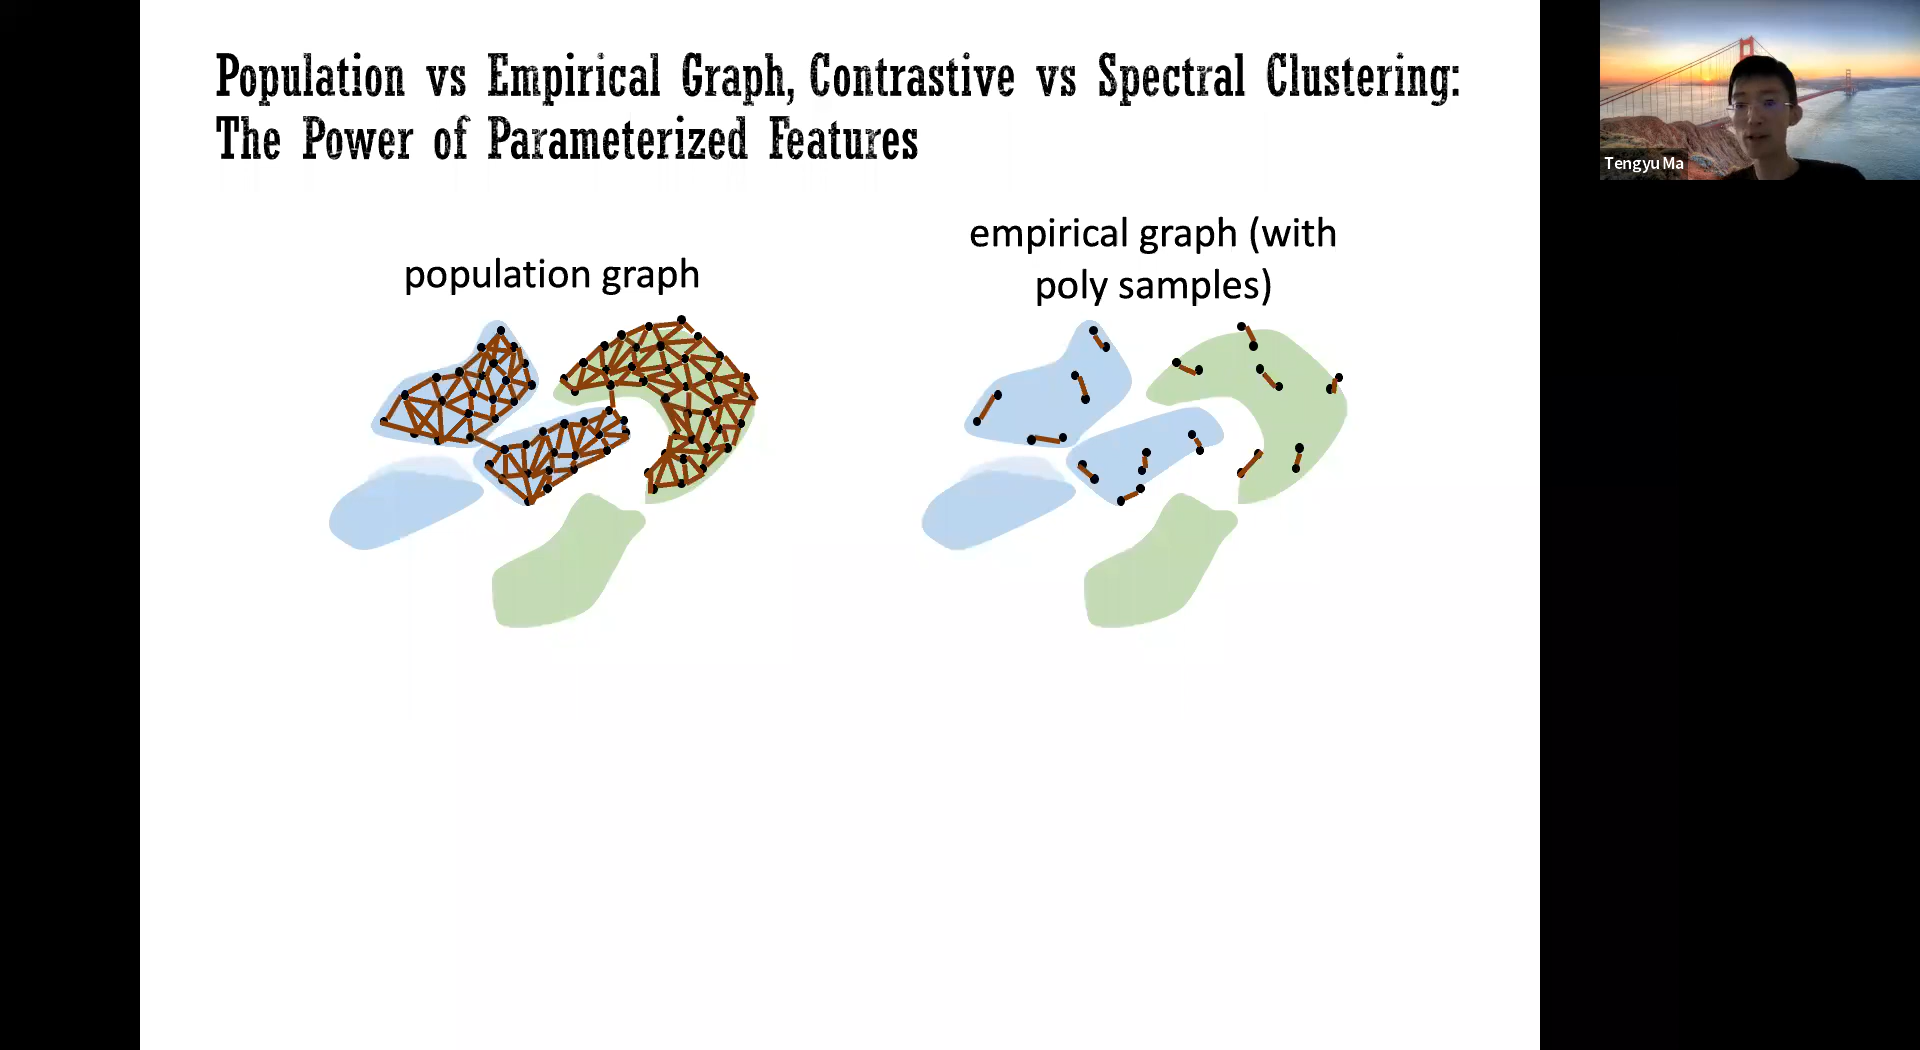 Population vs Empirical Graph, Contrastive vs Spectral Clustering:
The Power of Parameterized Features
population graph
empirical graph (with
poly samples)
Tengyu Ma